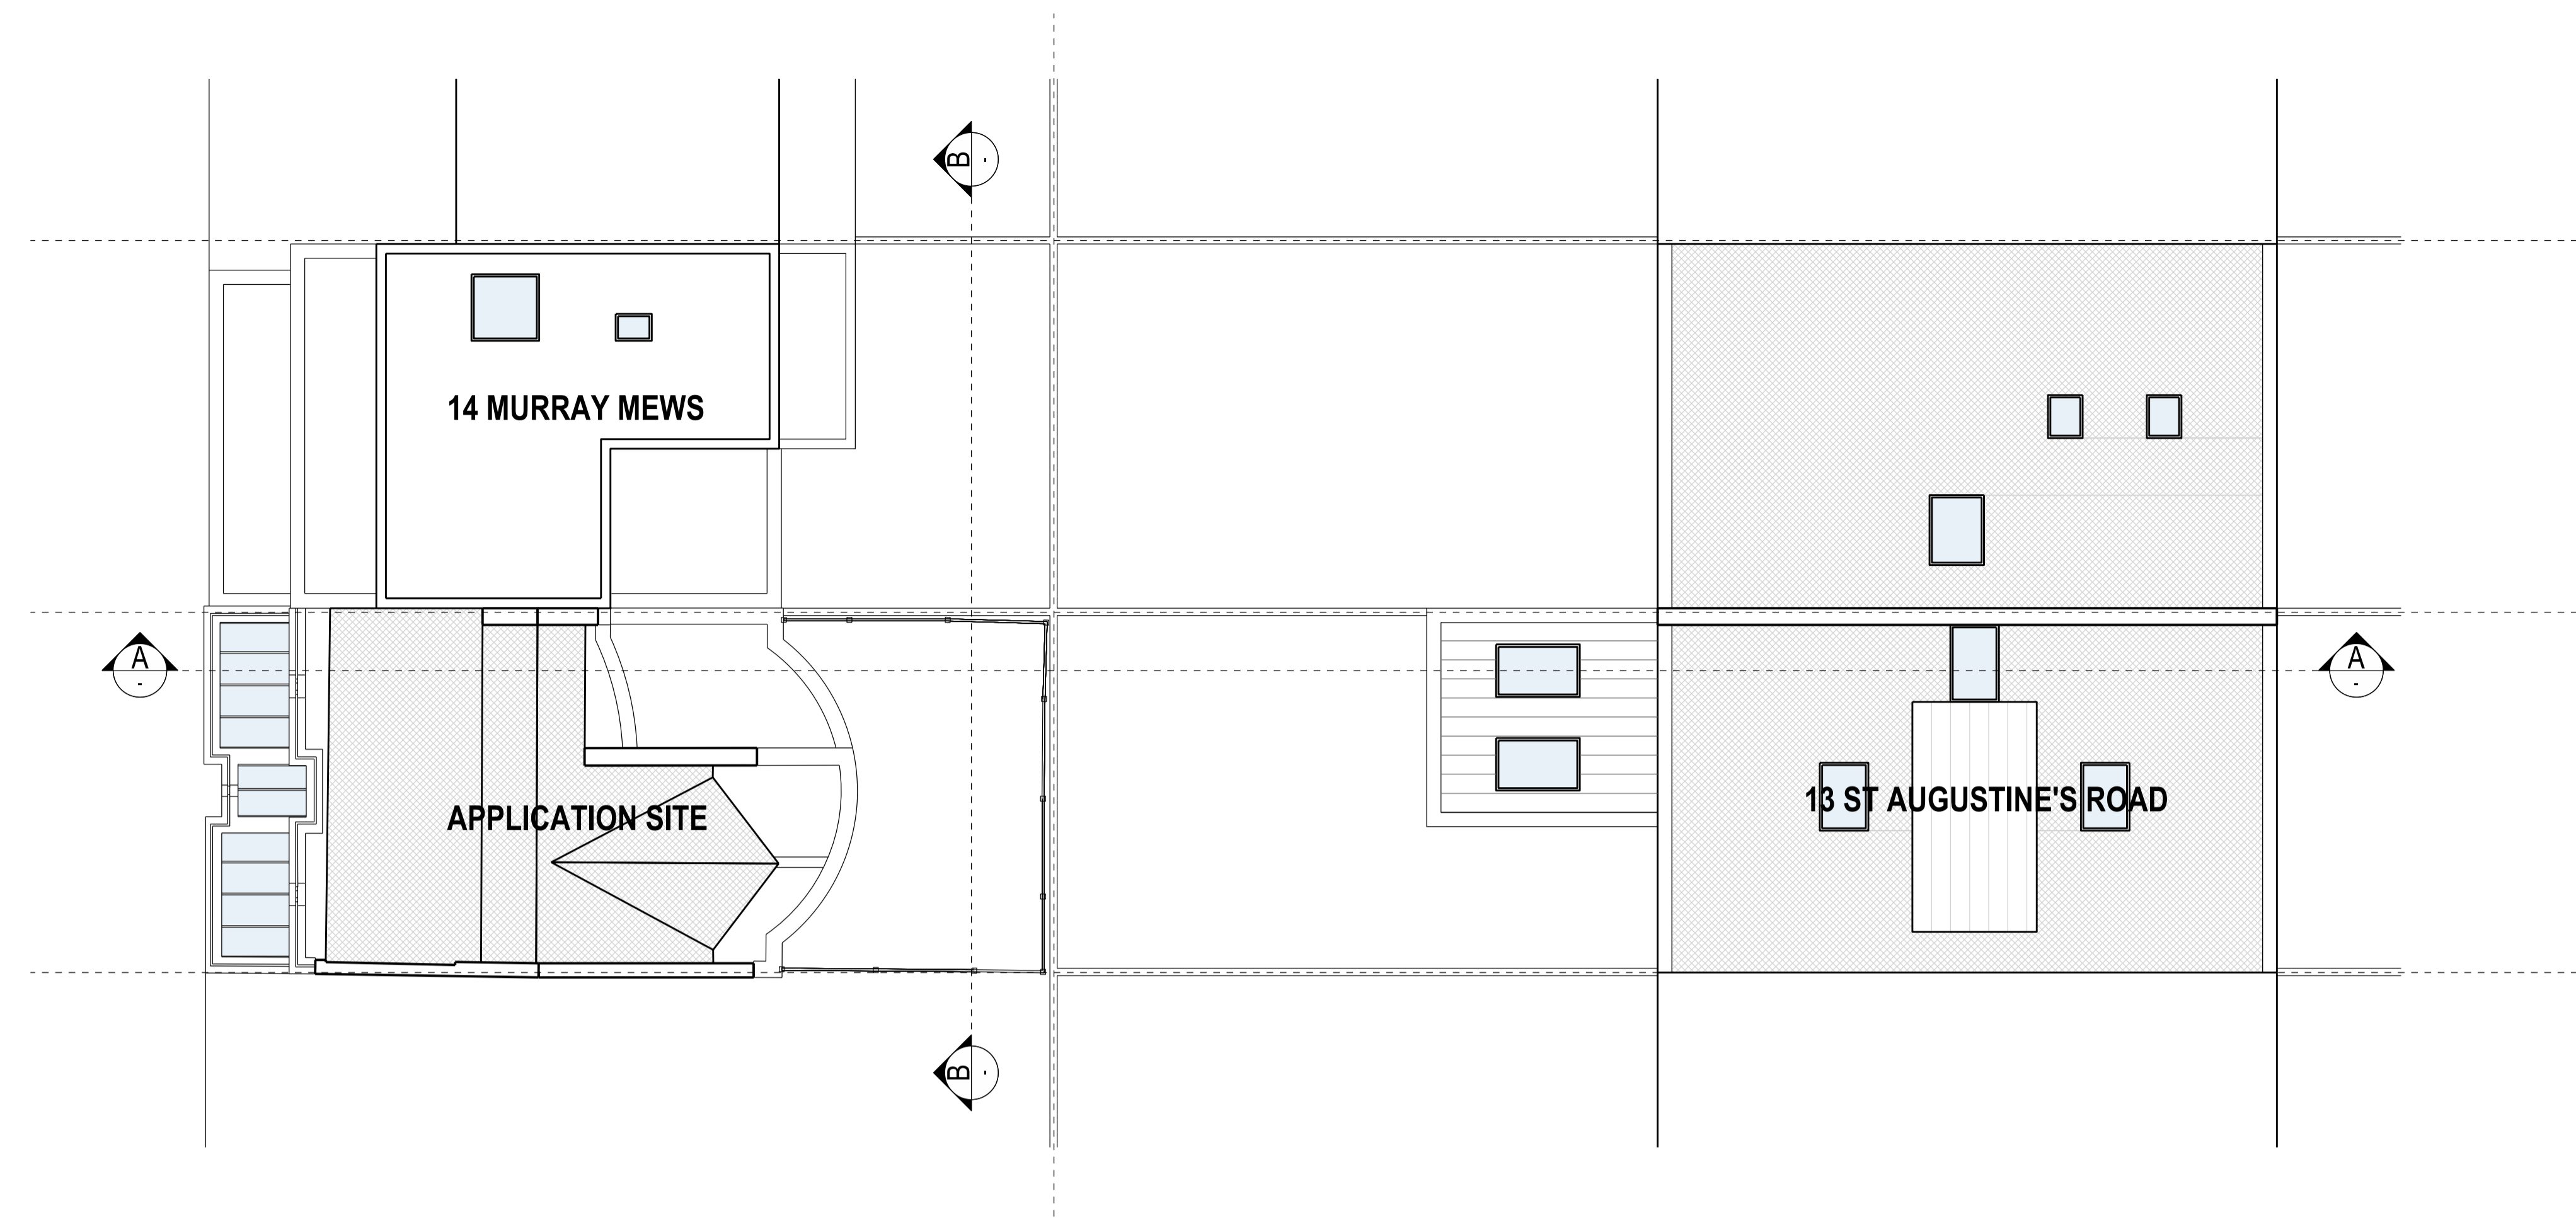 B
-
14 MURRAY MEWS
A
-
A
-
13 ST AUGUSTINE'S ROAD
APPLICATION SITE
B
-